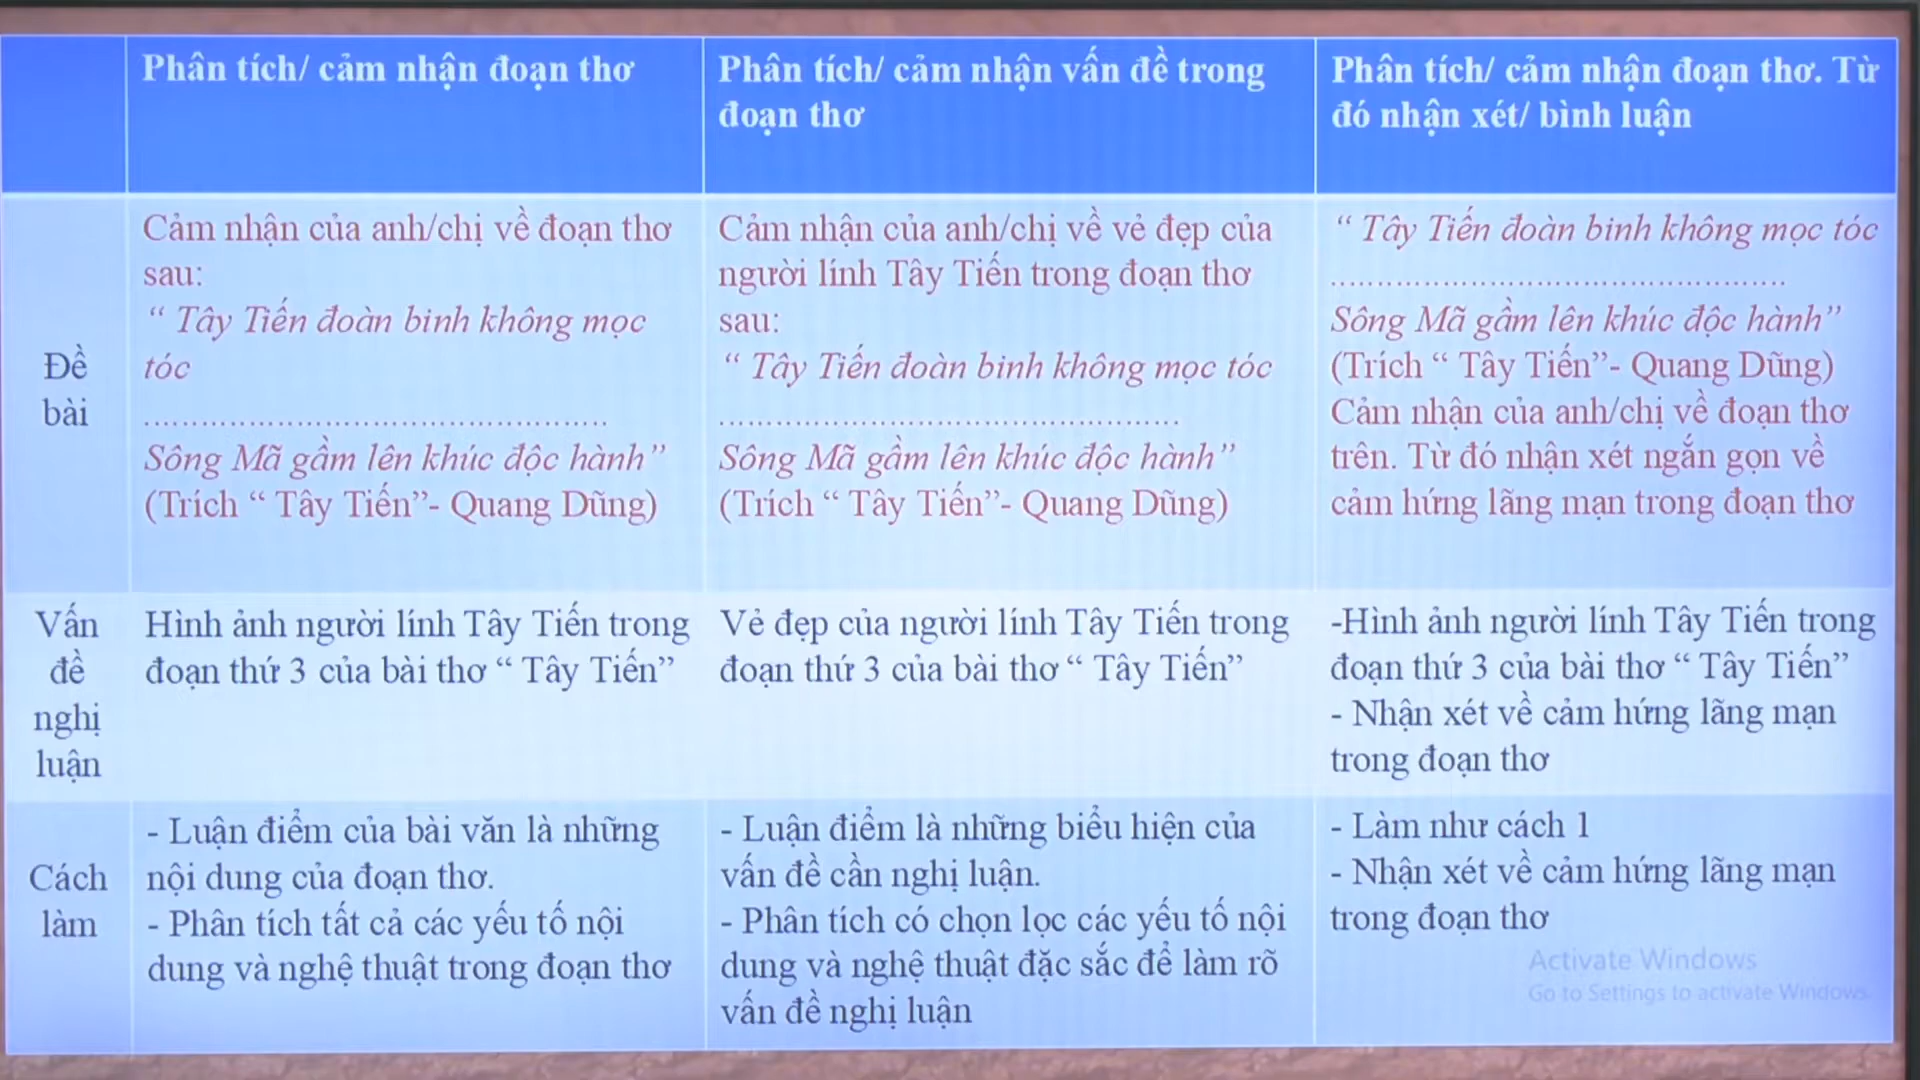 Phân tích/ cảm nhận đoạn thơ
Phân tích/ cảm nhận vấn đề trong
đoạn thơ
Phân tích/ cảm nhận đoạn thơ. Từ
đó nhận xét/ bình luận
Đề
bài
Cảm nhận của anh/chị về đoạn thơ
sau:
“ Tây Tiến đoàn binh không mọc
tóc
..................................................
Sông Mã gầm lên khúc độc hành”
(Trích “ Tây Tiến”- Quang Dũng)
Cảm nhận của anh/chị về vẻ đẹp của
người lính Tây Tiến trong đoạn thơ
sau:
“ Tây Tiến đoàn binh không mọc tóc
..................................................
Sông Mã gầm lên khúc độc hành”
(Trích “ Tây Tiến”- Quang Dũng)
“ Tây Tiến đoàn binh không mọc tóc
..................................................
Sông Mã gầm lên khúc độc hành”
(Trích “ Tây Tiến”- Quang Dũng)
Cảm nhận của anh/chị về đoạn thơ
trên. Từ đó nhận xét ngắn gọn về
cảm hứng lãng mạn trong đoạn thơ
Vấn
đề
nghị
luận
Hình ảnh người lính Tây Tiến trong
đoạn thứ 3 của bài thơ “ Tây Tiến”
Vẻ đẹp của người lính Tây Tiến trong
đoạn thứ 3 của bài thơ “ Tây Tiến”
-Hình ảnh người lính Tây Tiến trong
đoạn thứ 3 của bài thơ “ Tây Tiến”
- Nhận xét về cảm hứng lãng mạn
trong đoạn thơ
Cách
làm
- Luận điểm của bài văn là những
nội dung của đoạn thơ.
- Phân tích tất cả các yếu tố nội
dung và nghệ thuật trong đoạn thơ
- Luận điểm là những biểu hiện của
vấn đề cần nghị luận.
- Phân tích có chọn lọc các yếu tố nội
dung và nghệ thuật đặc sắc để làm rõ
vấn đề nghị luận
- Làm như cách 1
- Nhận xét về cảm hứng lãng mạn
trong đoạn thơ
Activate Windows
Go to Settings to activate Windows.